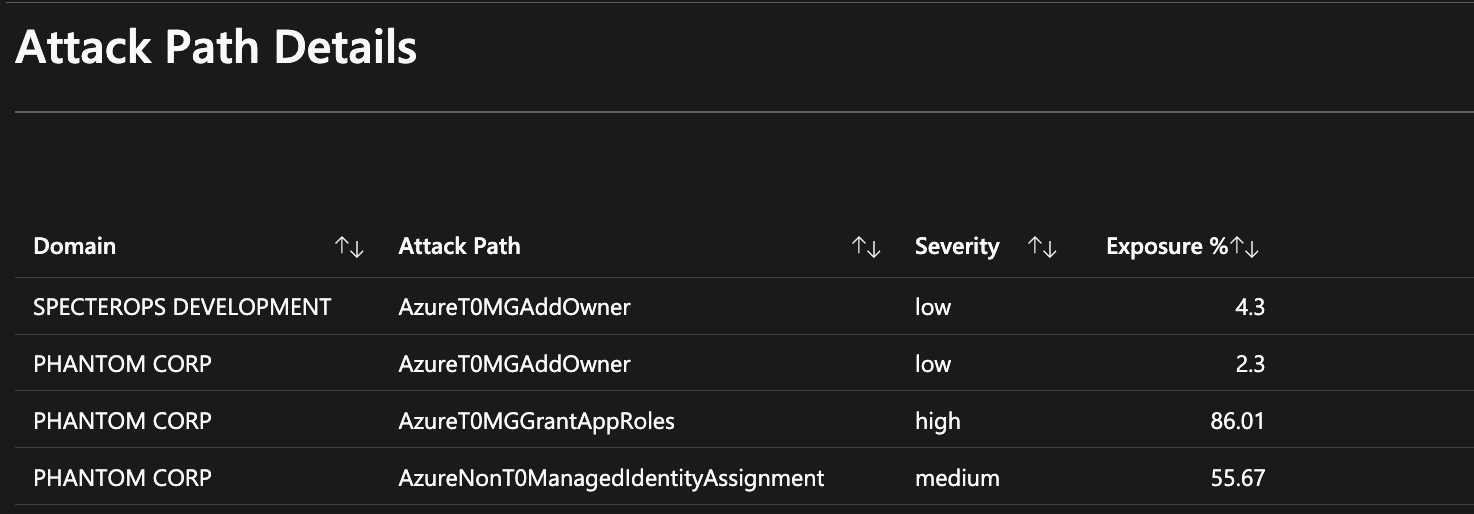 Attack Path Details
Domain ↑↓ Attack Path ↑↓ Severity ↑↓ Exposure %↑↓
SPECTEROPS DEVELOPMENT AzureT0MGAddOwner low 4.3
PHANTOM CORP AzureT0MGAddOwner low 2.3
PHANTOM CORP AzureT0MGGrantAppRoles high 86.01
PHANTOM CORP AzureNonT0ManagedIdentityAssignment medium 55.67